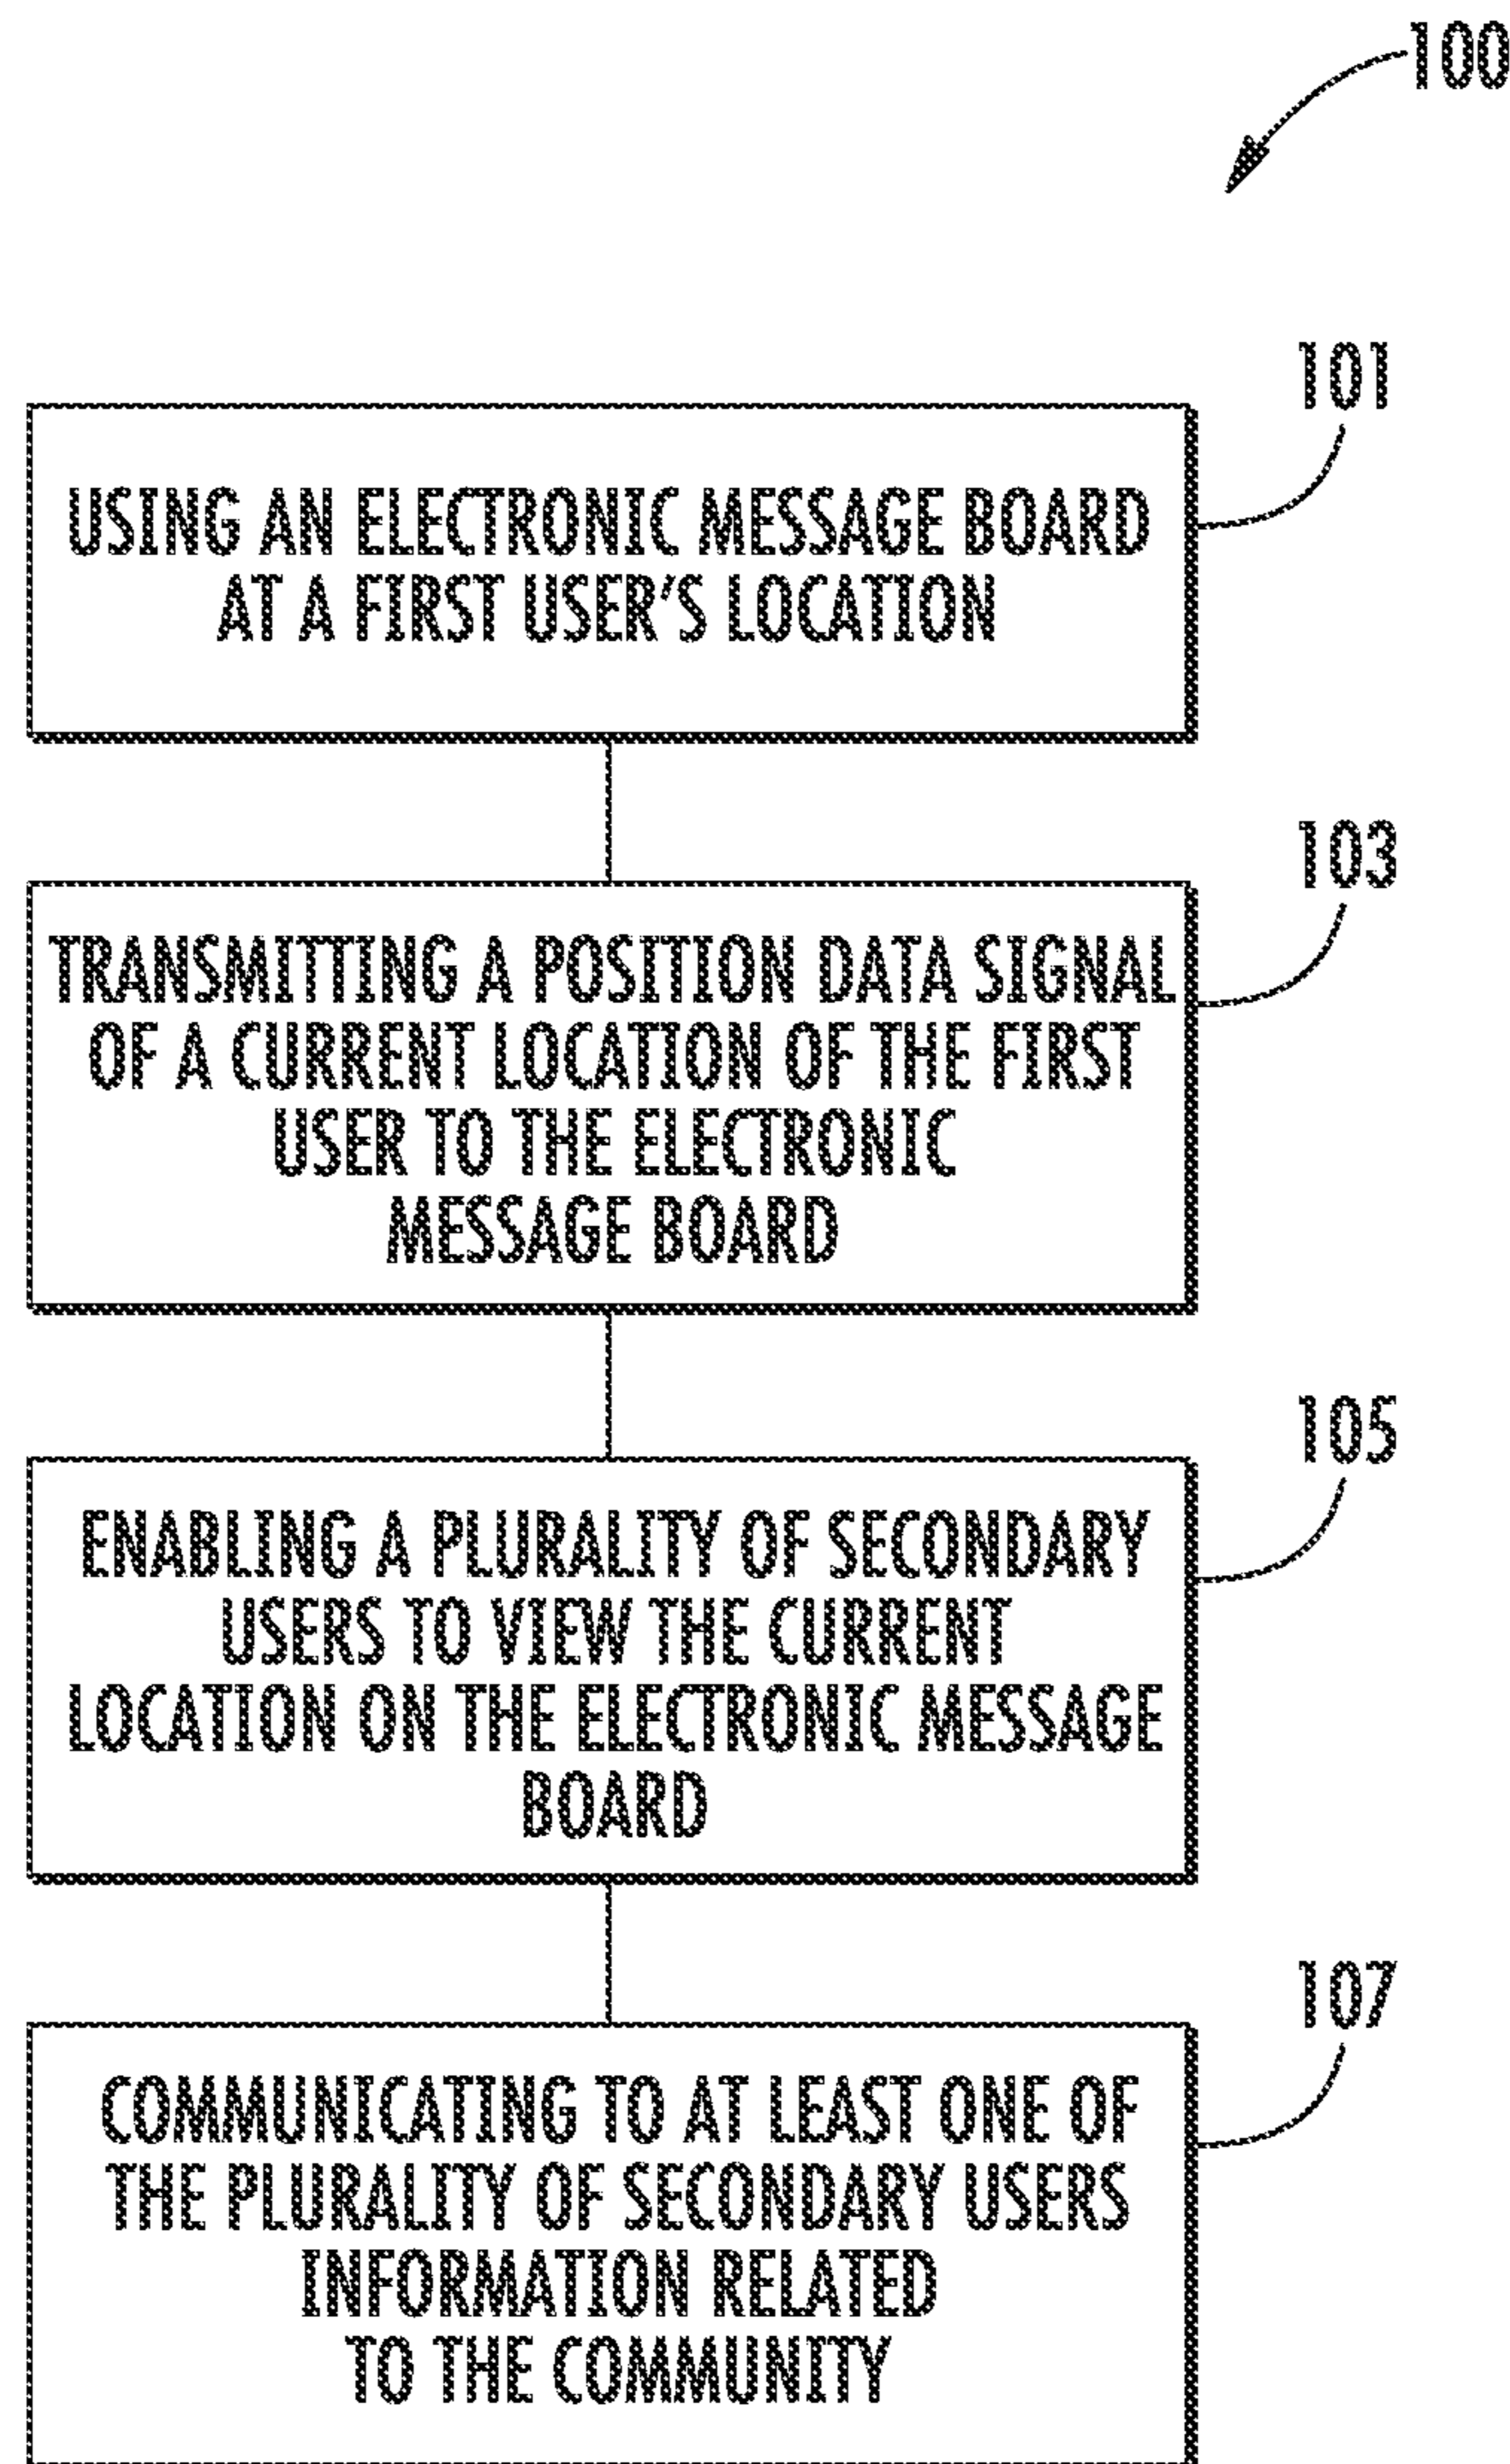 100
101
USING AN ELECTRONIC MESSAGE BOARD
AT A FIRST USER'S LOCATION
103
TRANSMITTING A POSITION DATA SIGNAL
OF A CURRENT LOCATION OF THE FIRST
USER TO THE ELECTRONIC
MESSAGE BOARD
105
ENABLING A PLURALITY OF SECONDARY
USERS TO VIEW THE CURRENT
LOCATION ON THE ELECTRONIC MESSAGE
BOARD
107
COMMUNICATING TO AT LEAST ONE OF
THE PLURALITY OF SECONDARY USERS
INFORMATION RELATED
TO THE COMMUNITY